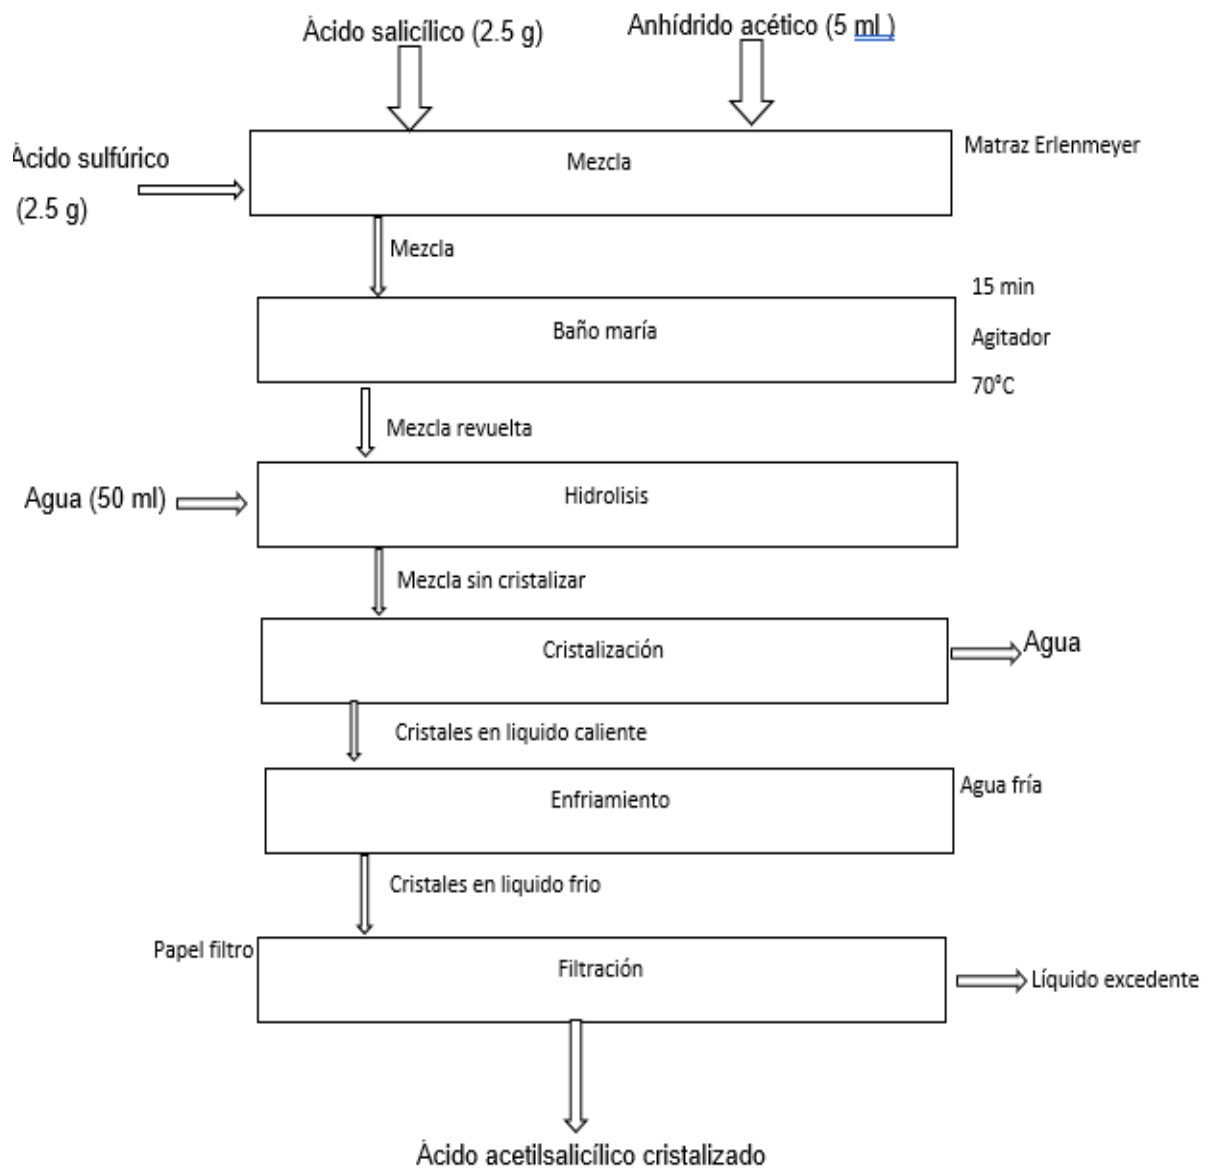 Ácido salicílico (2.5 g)
Anhídrido acético (5 ml )
Ácido sulfúrico
(2.5 g)
Mezcla
Matraz Erlenmeyer
Mezcla
Baño maría
15 min
Agitador
70°C
Mezcla revuelta
Agua (50 ml)
Hidrolisis
Mezcla sin cristalizar
Cristalización
Agua
Cristales en liquido caliente
Enfriamiento
Agua fría
Cristales en liquido frio
Papel filtro
Filtración
Líquido excedente
Ácido acetilsalicílico cristalizado